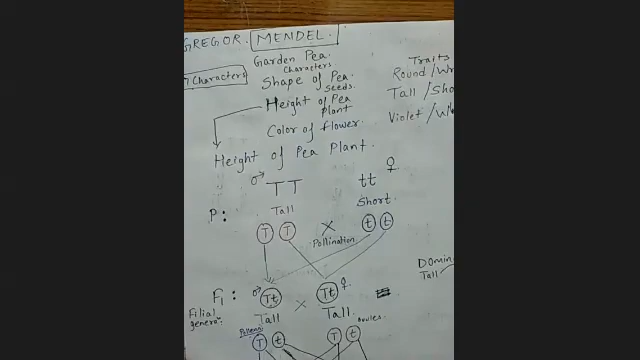 GREGOR. MENDEL
Garden Pea.
7 Characters
Characters
Traits
Shape of Pea Seeds.
Round /
Height of Pea Plant
Tall /
Color of flower.
Violet /
Height of Pea Plant
♂ TT tt ♀
Tall Short
P: T T × t t
Pollination
F1: ♂ Tt × Tt ♀
Filial
Tall Tall.
ovules.
T t T t
Tall